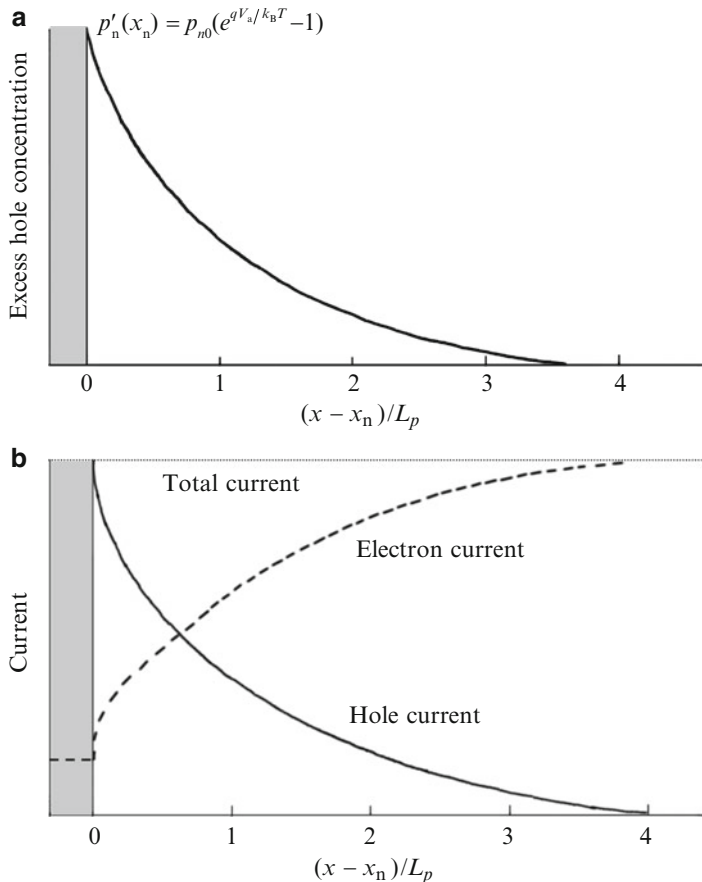 a
p′ₙ(xₙ) = pₙ₀(e^{qVₐ/k_BT} −1)
Excess hole concentration
0 1 2 3 4
(x − xₙ)/Lₚ
b
Total current
Electron current
Current
Hole current
0 1 2 3 4
(x − xₙ)/Lₚ